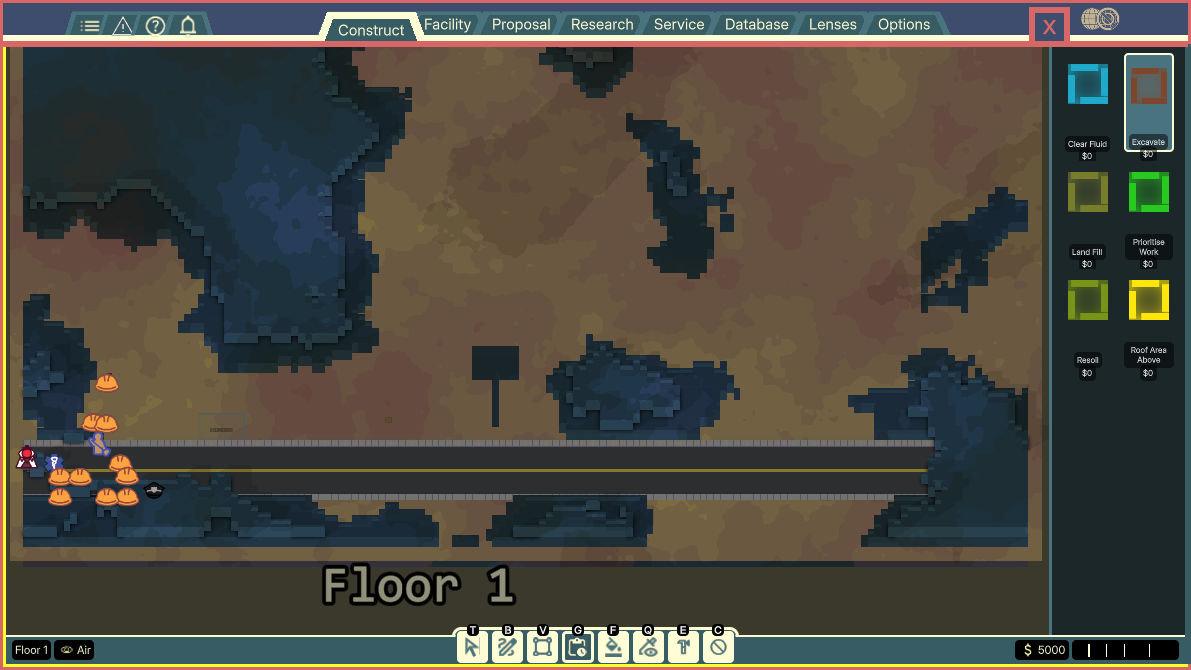 Construct
Facility
Proposal
Research
Service
Database
Lenses
Options
X
Clear Fluid
$0
Excavate
$0
Land Fill
$0
Prioritise
Work
$0
Resoil
$0
Roof Area
Above
$0
Floor 1
T
B
V
G
F
Q
E
C
Floor 1
Air
$ 5000